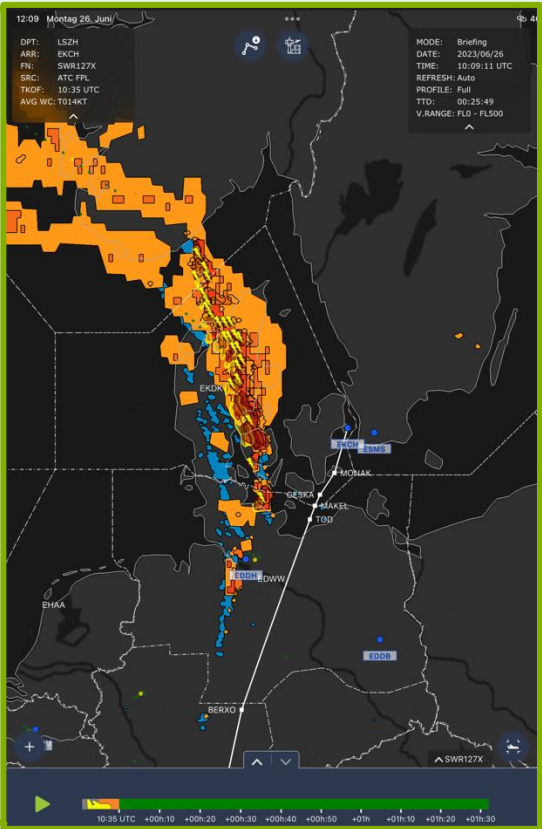 12:09 Montag 26. Juni
DPT: LSZH
ARR: EKCH
FN: SWR127X
SRC: ATC FPL
TKOF: 10:35 UTC
AVG WC: T014KT
MODE: Briefing
DATE: 2023/06/26
TIME: 10:09:11 UTC
REFRESH: Auto
PROFILE: Full
TTD: 00:25:49
V.RANGE: FL0 - FL500
EKDK
EKCH
ESMS
MONAK
GESKA
MAKEL
TOD
EDDH
EDWW
EHAA
EDDB
BERXO
SWR127X
10:35 UTC +00h:10 +00h:20 +00h:30 +00h:40 +00h:50 +01h +01h:10 +01h:20 +01h:30